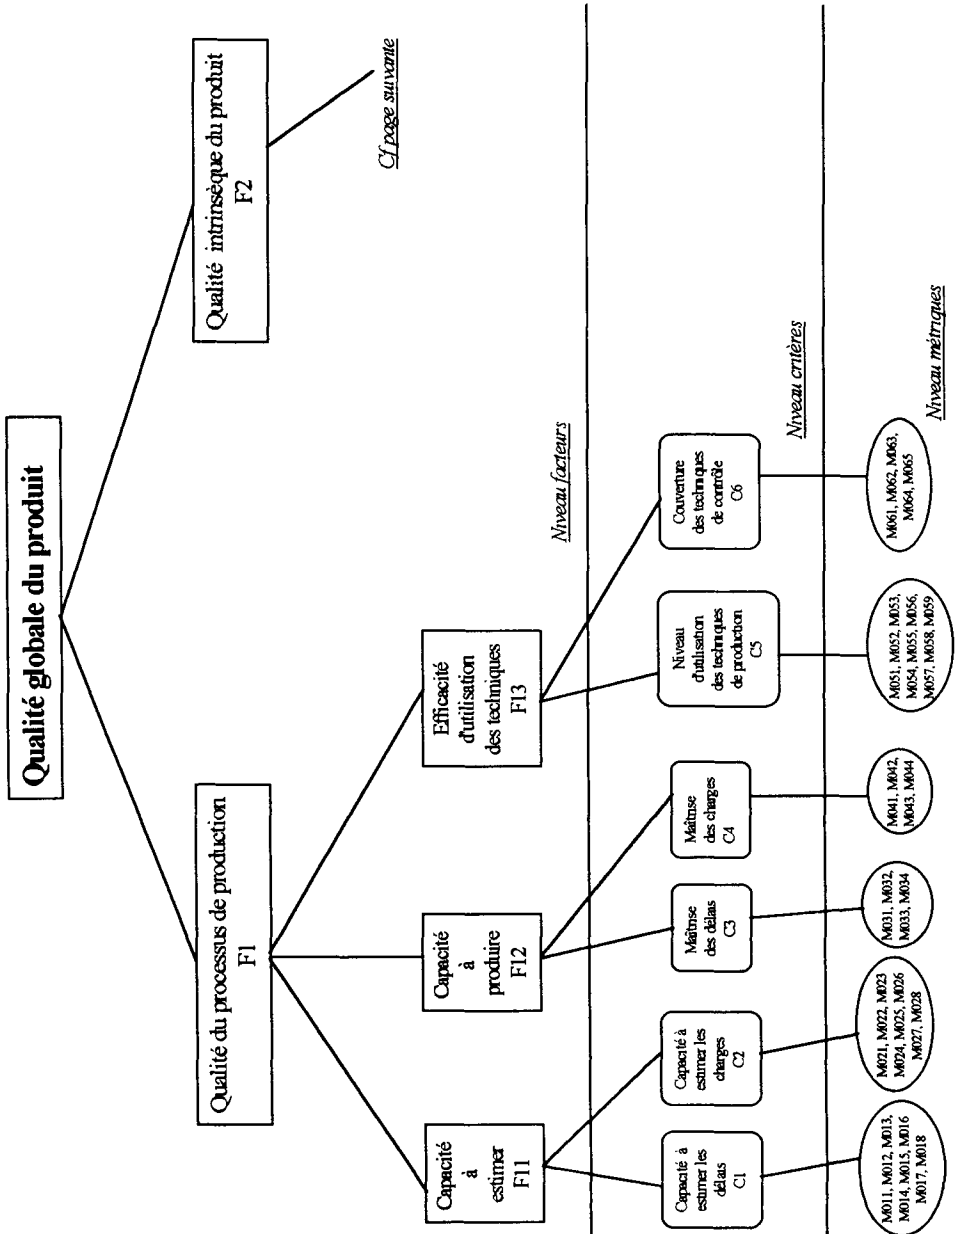 Qualité globale du produit
Qualité du processus de production
F1
Qualité intrinsèque du produit
F2
Cf page suivante
Capacité
à
estimer
F11
Capacité
à
produire
F12
Efficacité
d'utilisation
des techniques
F13
Niveau facteurs
Capacité à
estimer les
délais
C1
Capacité à
estimer les
charges
C2
Maîtrise
des délais
C3
Maîtrise
des charges
C4
Niveau
d'utilisation
des techniques
de production
C5
Couverture
des techniques
de contrôle
C6
Niveau critères
M011, M012, M013,
M014, M015, M016
M017, M018
M021, M022, M023
M024, M025, M026
M027, M028
M031, M032,
M033, M034
M041, M042,
M043, M044
M051, M052, M053,
M054, M055, M056,
M057, M058, M059
M061, M062, M063,
M064, M065
Niveau métriques